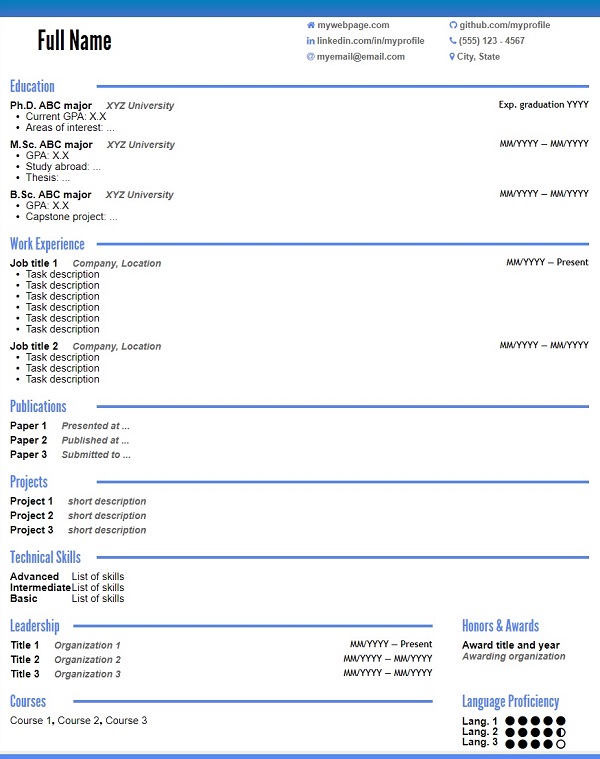 Full Name
mywebpage.com github.com/myprofile
linkedin.com/in/myprofile (555) 123 - 4567
myemail@email.com City, State
Education
Ph.D. ABC major XYZ University Exp. graduation YYYY
• Current GPA: X.X
• Areas of interest: ...
M.Sc. ABC major XYZ University MM/YYYY – MM/YYYY
• GPA: X.X
• Study abroad: ...
• Thesis: ...
B.Sc. ABC major XYZ University MM/YYYY – MM/YYYY
• GPA: X.X
• Capstone project: ...
Work Experience
Job title 1 Company, Location MM/YYYY – Present
• Task description
• Task description
• Task description
• Task description
• Task description
• Task description
Job title 2 Company, Location MM/YYYY – MM/YYYY
• Task description
• Task description
• Task description
Publications
Paper 1 Presented at ...
Paper 2 Published at ...
Paper 3 Submitted to ...
Projects
Project 1 short description
Project 2 short description
Project 3 short description
Technical Skills
Advanced List of skills
Intermediate List of skills
Basic List of skills
Leadership
Title 1 Organization 1 MM/YYYY – Present
Title 2 Organization 2 MM/YYYY – MM/YYYY
Title 3 Organization 3 MM/YYYY – MM/YYYY
Honors & Awards
Award title and year
Awarding organization
Courses
Course 1, Course 2, Course 3
Language Proficiency
Lang. 1
Lang. 2
Lang. 3